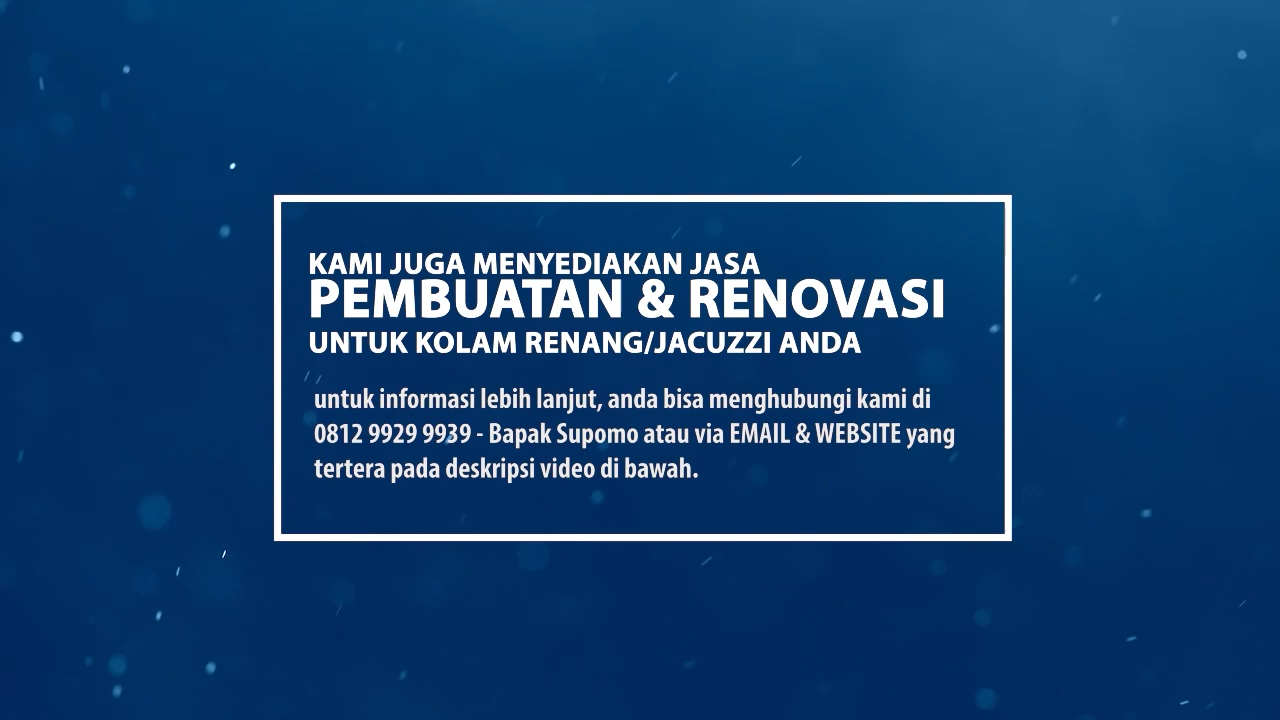 KAMI JUGA MENYEDIAKAN JASA
PEMBUATAN & RENOVASI
UNTUK KOLAM RENANG/JACUZZI ANDA
untuk informasi lebih lanjut, anda bisa menghubungi kami di
0812 9929 9939 - Bapak Supomo atau via EMAIL & WEBSITE yang
tertera pada deskripsi video di bawah.